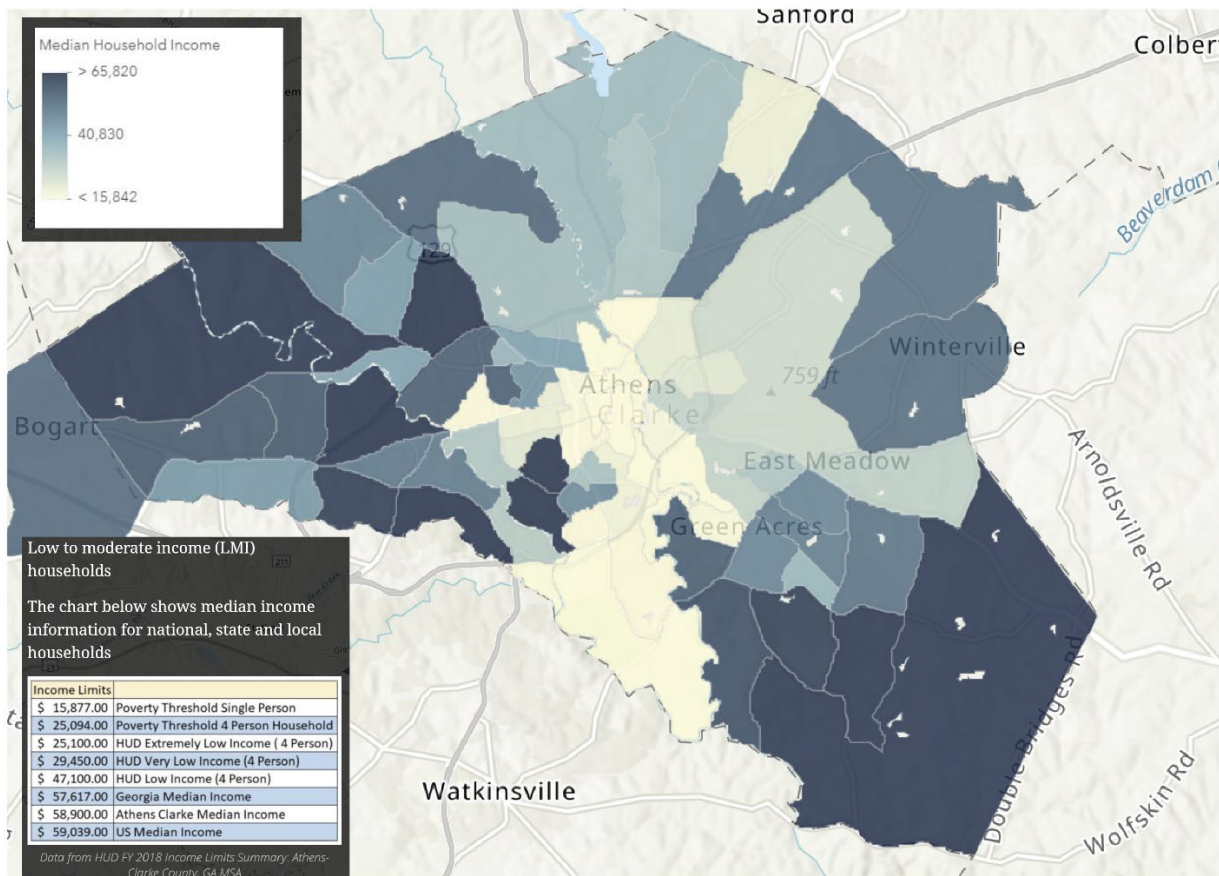 Sanford
Colber
Median Household Income
> 65,820
40,830
< 15,842
Beaverdam
129
Winterville
Athens
759 ft
Clarke
Bogart
East Meadow
Arnoldsville Rd
Green Acres
Low to moderate income (LMI)
households
211
The chart below shows median income
information for national, state and local
households
29
Income Limits
$ 15,877.00 Poverty Threshold Single Person
$ 25,094.00 Poverty Threshold 4 Person Household
$ 25,100.00 HUD Extremely Low Income ( 4 Person)
$ 29,450.00 HUD Very Low Income (4 Person)
$ 47,100.00 HUD Low Income (4 Person)
$ 57,617.00 Georgia Median Income
$ 58,900.00 Athens Clarke Median Income
$ 59,039.00 US Median Income
Data from HUD FY 2018 Income Limits Summary: Athens-
Clarke County, GA MSA
Watkinsville
Double Bridges Rd
Wolfskin Rd